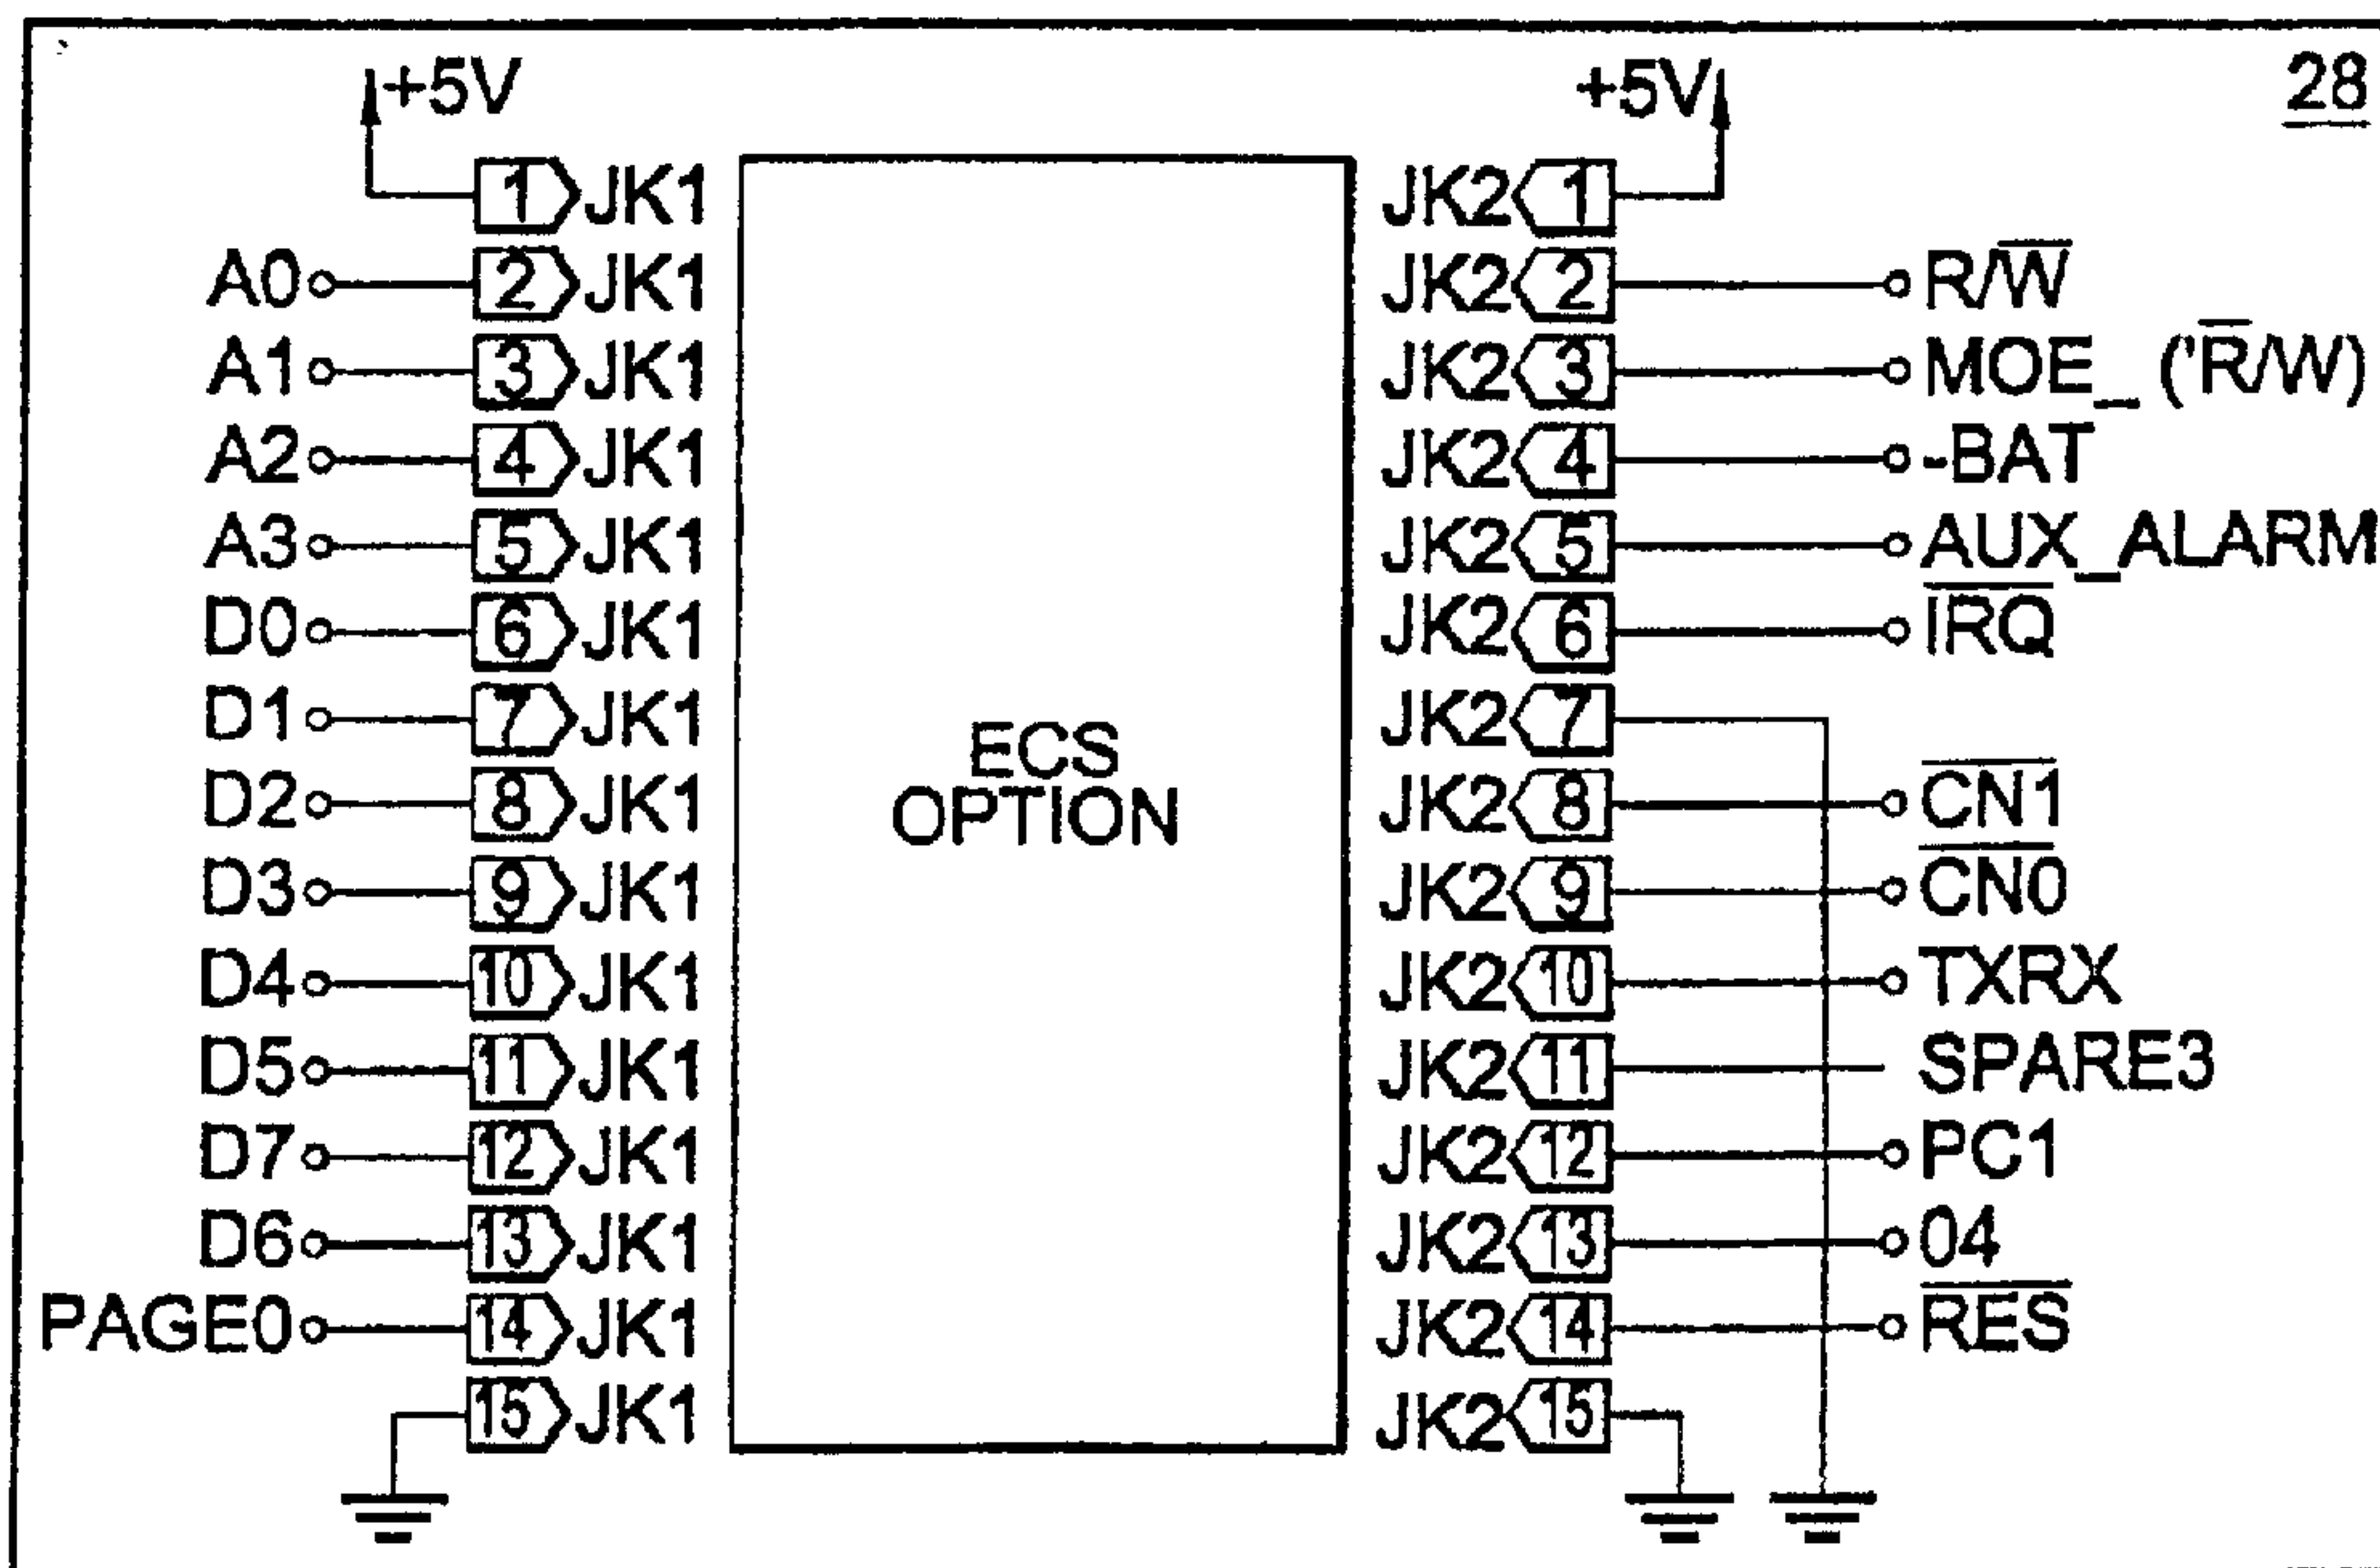 +5V +5V 28
1 JK1 JK2 1
A0 2 JK1 JK2 2 R/W̅
A1 3 JK1 JK2 3 MOE_ ('R̅/W)
A2 4 JK1 JK2 4 -BAT
A3 5 JK1 JK2 5 AUX_ALARM
D0 6 JK1 JK2 6 I̅R̅Q̅
D1 7 JK1 JK2 7
ECS
D2 8 JK1 JK2 8 C̅N̅1̅
OPTION
D3 9 JK1 JK2 9 C̅N̅0̅
D4 10 JK1 JK2 10 TXRX
D5 11 JK1 JK2 11 SPARE3
D7 12 JK1 JK2 12 PC1
D6 13 JK1 JK2 13 04
PAGE0 14 JK1 JK2 14 R̅E̅S̅
15 JK1 JK2 15